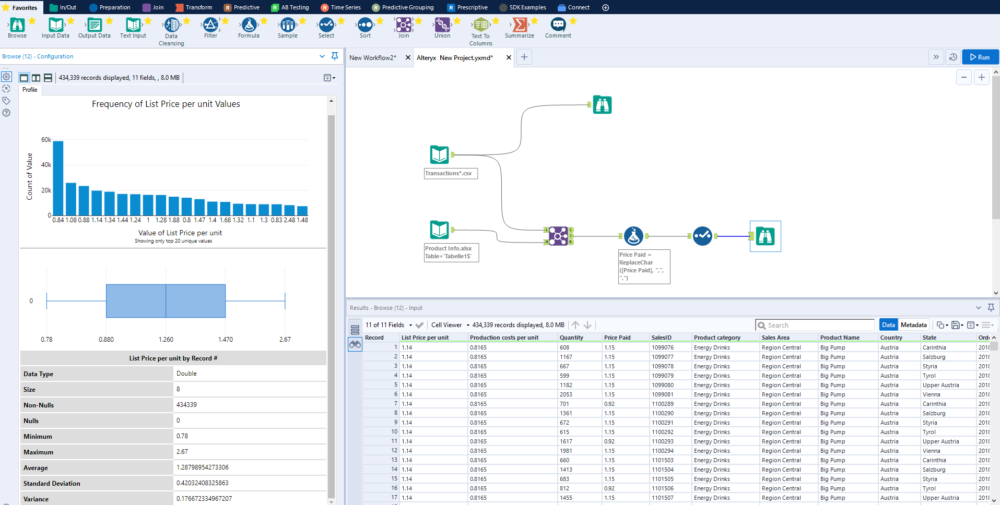 Favorites In/Out Preparation Join Transform Predictive AB Testing Time Series Predictive Grouping Prescriptive SDK Examples Connect
Browse Input Data Output Data Text Input Data Cleansing Filter Formula Sample Select Sort Join Union Text To Columns Summarize Comment
Browse (12) - Configuration
434,339 records displayed, 11 fields, , 8.0 MB
Profile
Frequency of List Price per unit Values
Count of Value
60k
40k
20k
0
0.84 1.08 0.88 1.14 1.34 1.44 1.24 1 1.28 1.88 0.8 1.47 1.4 1.68 1.32 1.1 1.3 0.83 2.48 1.48
Value of List Price per unit
Showing only top 20 unique values
0
0.78 0.880 1.260 1.470 2.67
List Price per unit by Record #
Data Type Double
Size 8
Non-Nulls 434339
Nulls 0
Minimum 0.78
Maximum 2.67
Average 1.28798954273306
Standard Deviation 0.42032408325863
Variance 0.176672334967207
New Workflow2* Alteryx New Project.yxmd* Run
Transactions*.csv
Product Info.xlsx
Table=`Tabelle1$`
L R L J R
Price Paid =
ReplaceChar
([Price Paid], ",",
".")
Results - Browse (12) - Input
11 of 11 Fields Cell Viewer 434,339 records displayed, 8.0 MB Search Data Metadata
Record List Price per unit Production costs per unit Quantity Price Paid SalesID Product category Sales Area Product Name Country State Orde
1 1.14 0.8165 608 1.15 1099076 Energy Drinks Region Central Big Pump Austria Carinthia 2018
2 1.14 0.8165 1167 1.15 1099077 Energy Drinks Region Central Big Pump Austria Salzburg 2018
3 1.14 0.8165 667 1.15 1099078 Energy Drinks Region Central Big Pump Austria Styria 2018
4 1.14 0.8165 599 1.15 1099079 Energy Drinks Region Central Big Pump Austria Tyrol 2018
5 1.14 0.8165 1182 1.15 1099080 Energy Drinks Region Central Big Pump Austria Upper Austria 2018
6 1.14 0.8165 2053 1.15 1099081 Energy Drinks Region Central Big Pump Austria Vienna 2018
7 1.14 0.8165 701 0.92 1100289 Energy Drinks Region Central Big Pump Austria Carinthia 2018
8 1.14 0.8165 1361 1.15 1100290 Energy Drinks Region Central Big Pump Austria Salzburg 2018
9 1.14 0.8165 672 1.15 1100291 Energy Drinks Region Central Big Pump Austria Styria 2018
10 1.14 0.8165 615 1.15 1100292 Energy Drinks Region Central Big Pump Austria Tyrol 2018
11 1.14 0.8165 1617 0.92 1100293 Energy Drinks Region Central Big Pump Austria Upper Austria 2018
12 1.14 0.8165 1981 1.15 1100294 Energy Drinks Region Central Big Pump Austria Vienna 2018
13 1.14 0.8165 660 1.15 1101503 Energy Drinks Region Central Big Pump Austria Carinthia 2018
14 1.14 0.8165 1413 1.15 1101504 Energy Drinks Region Central Big Pump Austria Salzburg 2018
15 1.14 0.8165 683 1.15 1101505 Energy Drinks Region Central Big Pump Austria Styria 2018
16 1.14 0.8165 812 0.92 1101506 Energy Drinks Region Central Big Pump Austria Tyrol 2018
17 1.14 0.8165 1455 1.15 1101507 Energy Drinks Region Central Big Pump Austria Upper Austria 2018